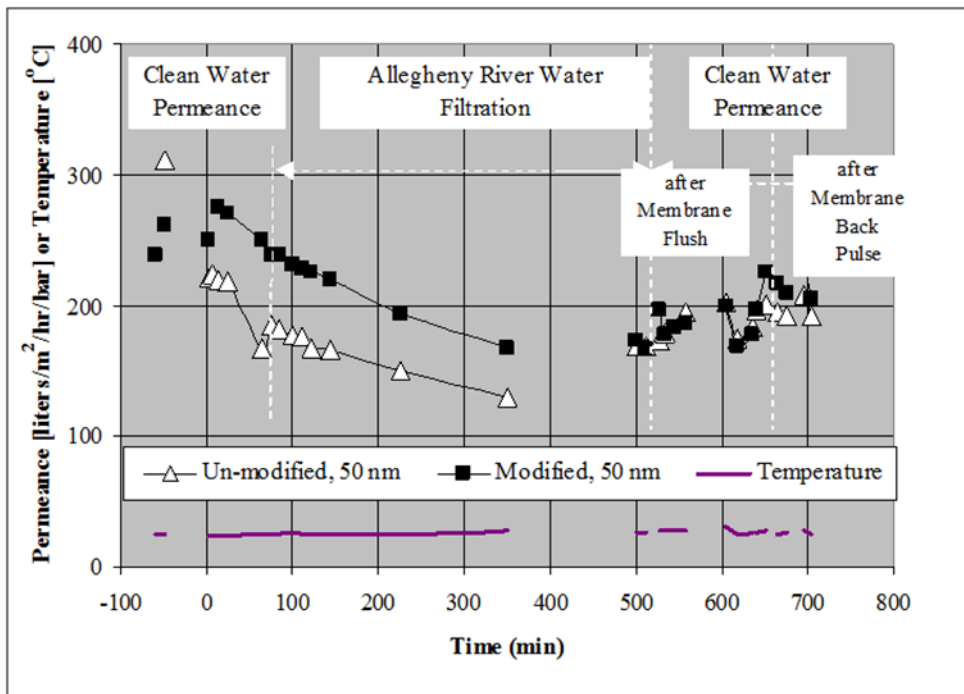 Permeance [liters/m²/hr/bar] or Temperature [°C]
400
300
200
100
0
Clean Water
Permeance
Allegheny River Water
Filtration
Clean Water
Permeance
after
Membrane
Flush
after
Membrane
Back
Pulse
Un-modified, 50 nm
Modified, 50 nm
Temperature
-100 0 100 200 300 400 500 600 700 800
Time (min)